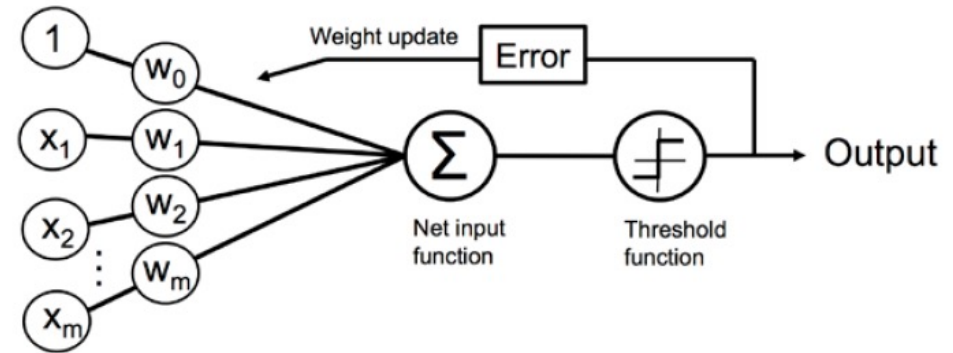 1
w₀
Weight update
Error
x₁
w₁
Σ
Output
x₂
w₂
Net input
function
Threshold
function
⋮
wₘ
xₘ